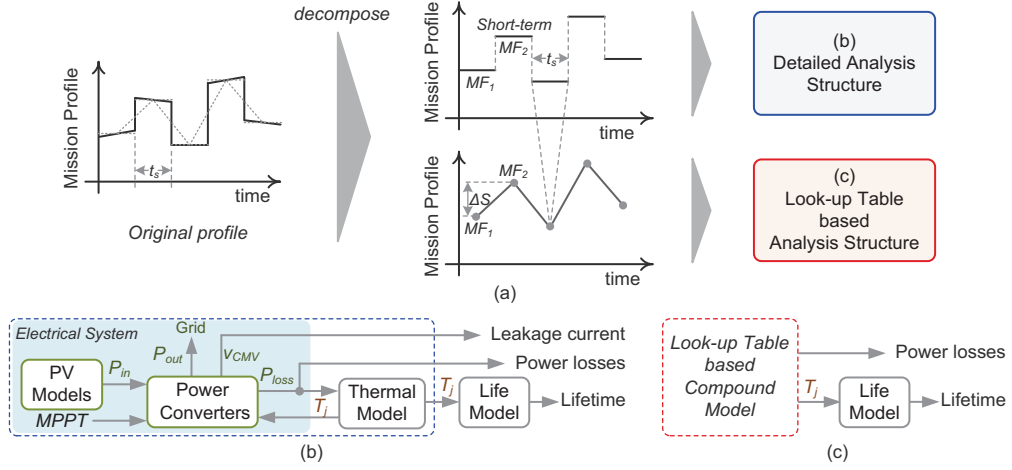 decompose
Mission Profile
t_s
time
Original profile
Mission Profile
Short-term
MF_1
MF_2
t_s
time
Mission Profile
ΔS
MF_1
MF_2
time
(a)
(b)
Detailed Analysis
Structure
(c)
Look-up Table
based
Analysis Structure
Electrical System
PV
Models
P_in
MPPT
Grid
P_out
v_CMV
Power
Converters
P_loss
T_j
Thermal
Model
T_j
Life
Model
Leakage current
Power losses
Lifetime
(b)
Look-up Table
based
Compound
Model
Power losses
T_j
Life
Model
Lifetime
(c)